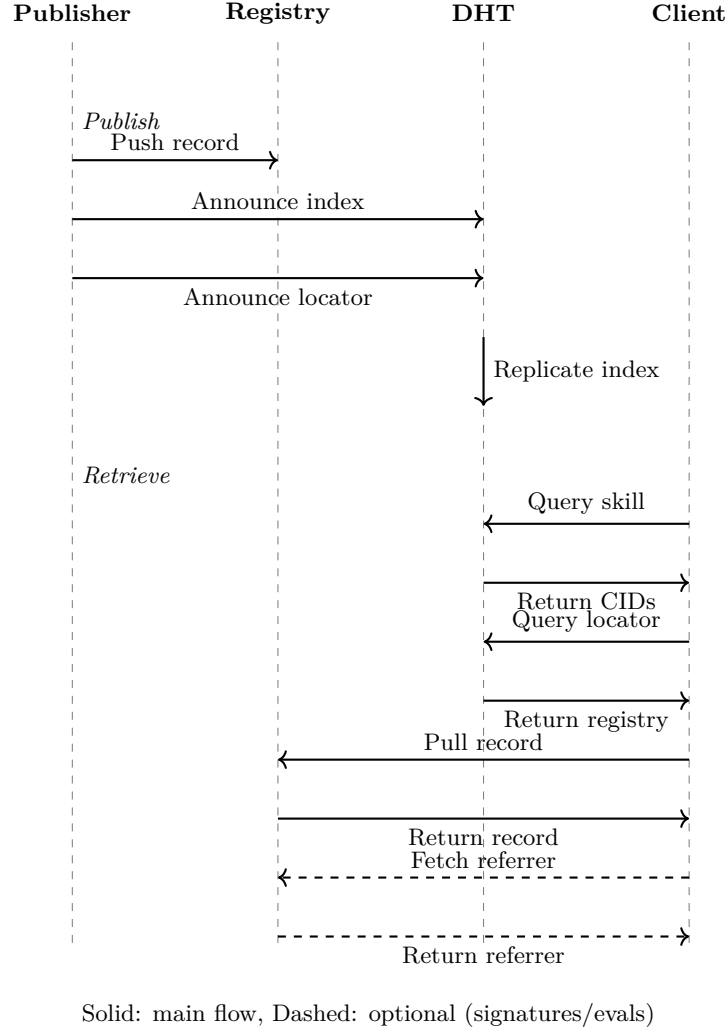 Publisher Registry DHT Client
Publish
Push record
Announce index
Announce locator
Replicate index
Retrieve
Query skill
Return CIDs
Query locator
Return registry
Pull record
Return record
Fetch referrer
Return referrer
Solid: main flow, Dashed: optional (signatures/evals)